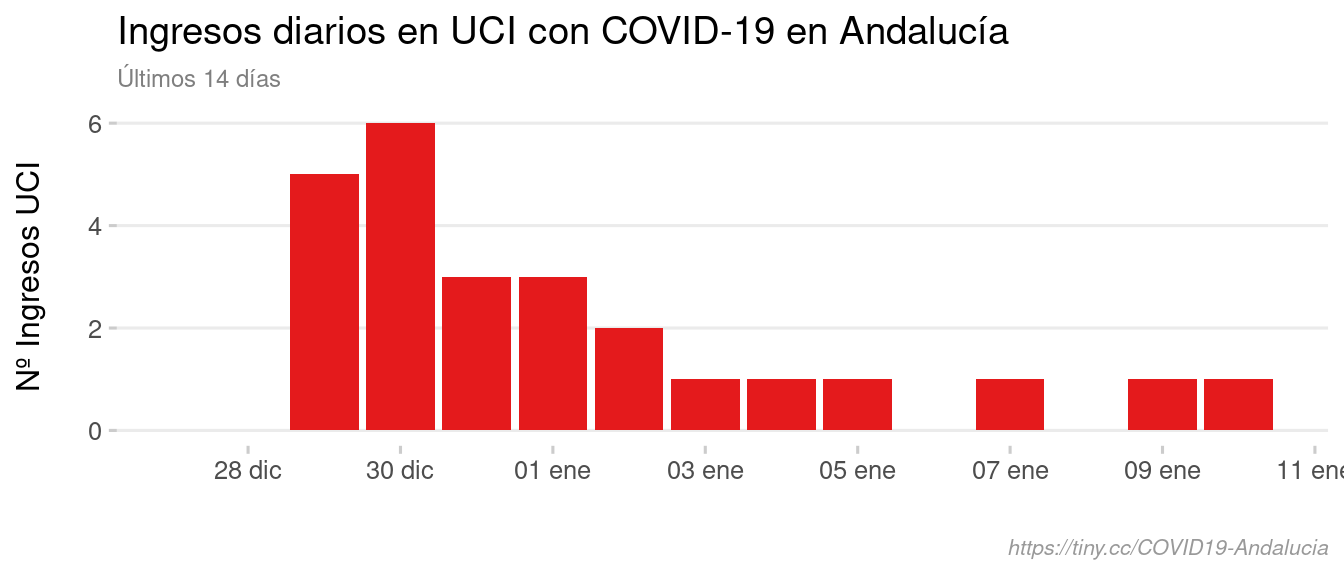 Ingresos diarios en UCI con COVID-19 en Andalucía
Últimos 14 días
Nº Ingresos UCI
6
4
2
0
28 dic 30 dic 01 ene 03 ene 05 ene 07 ene 09 ene 11 ene
https://tiny.cc/COVID19-Andalucia